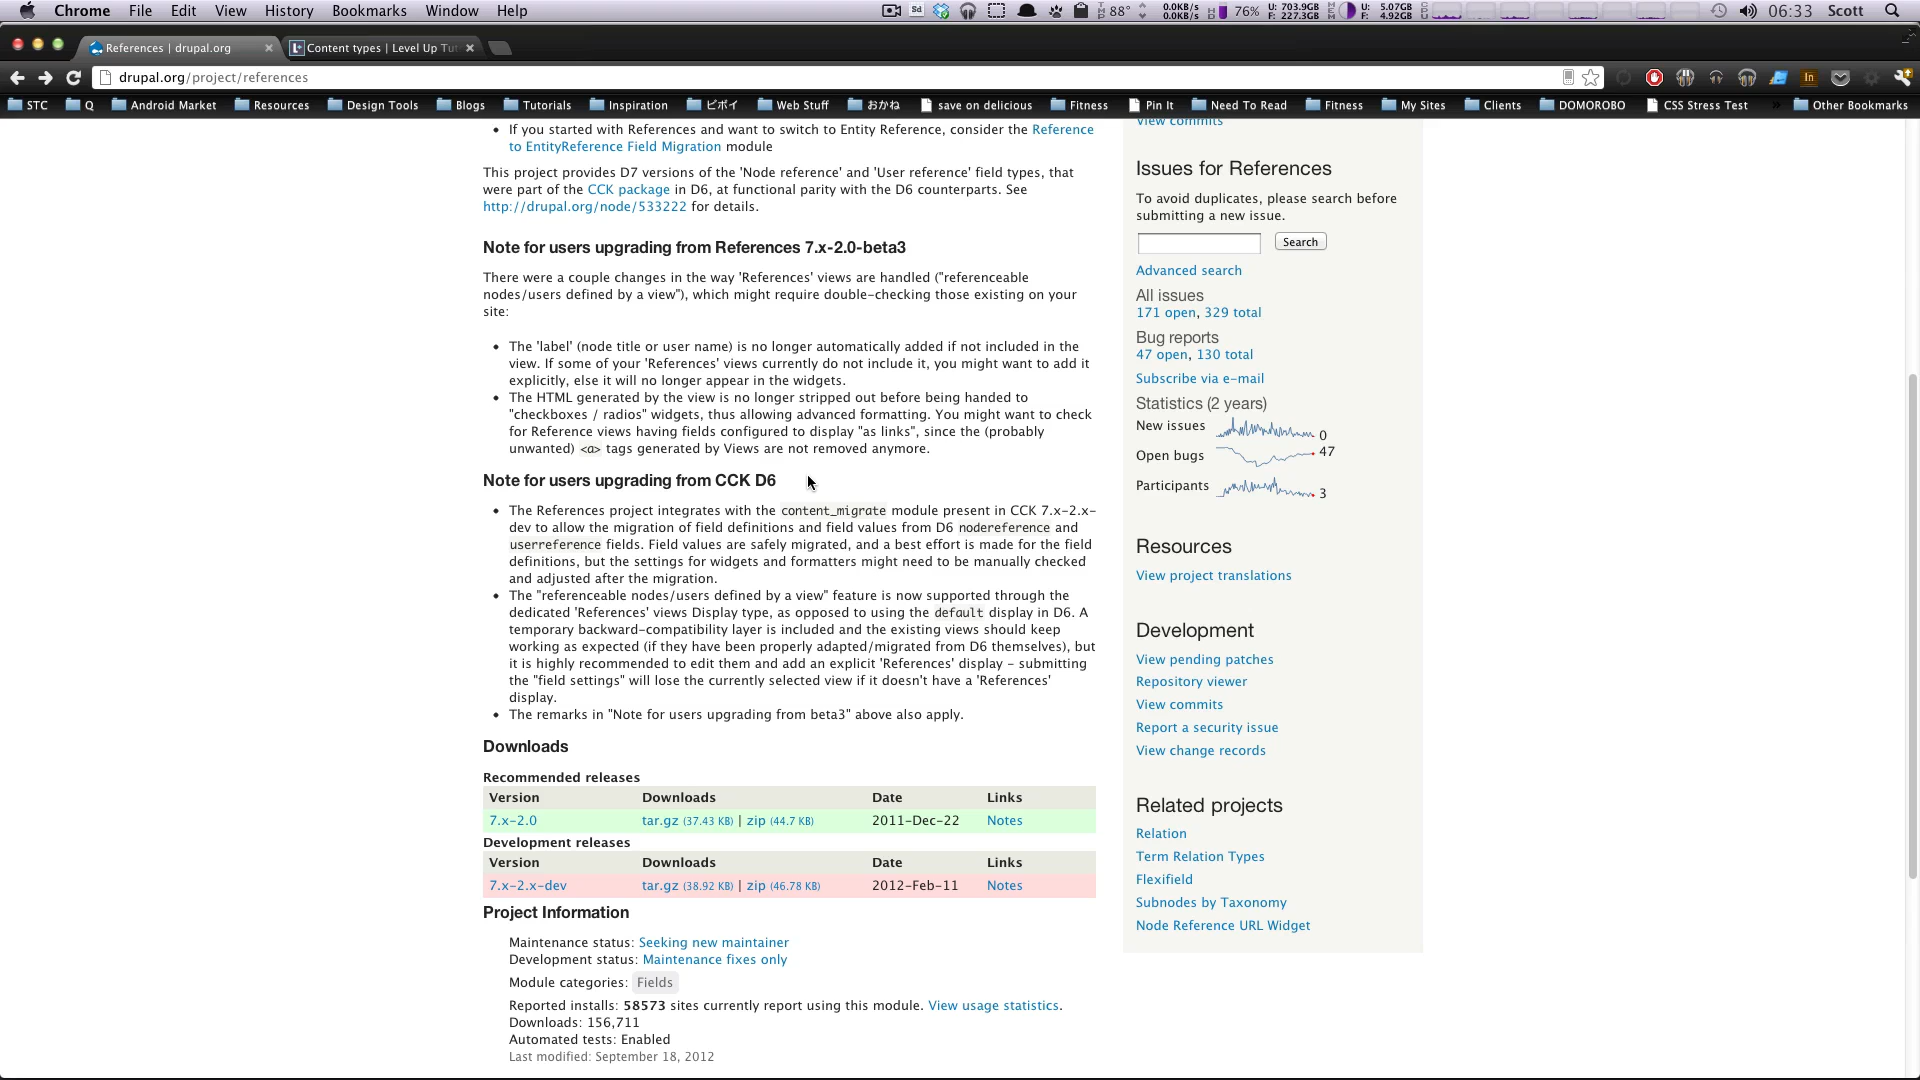 Chrome File Edit View History Bookmarks Window Help 88° 0.0KB/s 0.0KB/s 76% U: 703.9GB F: 227.3GB U: 5.07GB F: 4.92GB 06:33 Scott
References | drupal.org Content types | Level Up Tut
drupal.org/project/references
STC Q Android Market Resources Design Tools Blogs Tutorials Inspiration ビボイ Web Stuff おかね save on delicious Fitness Pin It Need To Read Fitness My Sites Clients DOMOROBO CSS Stress Test » Other Bookmarks
• If you started with References and want to switch to Entity Reference, consider the Reference
to EntityReference Field Migration module
This project provides D7 versions of the 'Node reference' and 'User reference' field types, that
were part of the CCK package in D6, at functional parity with the D6 counterparts. See
http://drupal.org/node/533222 for details.
Note for users upgrading from References 7.x-2.0-beta3
There were a couple changes in the way 'References' views are handled ("referenceable
nodes/users defined by a view"), which might require double-checking those existing on your
site:
• The 'label' (node title or user name) is no longer automatically added if not included in the
view. If some of your 'References' views currently do not include it, you might want to add it
explicitly, else it will no longer appear in the widgets.
• The HTML generated by the view is no longer stripped out before being handed to
"checkboxes / radios" widgets, thus allowing advanced formatting. You might want to check
for Reference views having fields configured to display "as links", since the (probably
unwanted) <a> tags generated by Views are not removed anymore.
Note for users upgrading from CCK D6
• The References project integrates with the content_migrate module present in CCK 7.x-2.x-
dev to allow the migration of field definitions and field values from D6 nodereference and
userreference fields. Field values are safely migrated, and a best effort is made for the field
definitions, but the settings for widgets and formatters might need to be manually checked
and adjusted after the migration.
• The "referenceable nodes/users defined by a view" feature is now supported through the
dedicated 'References' views Display type, as opposed to using the default display in D6. A
temporary backward-compatibility layer is included and the existing views should keep
working as expected (if they have been properly adapted/migrated from D6 themselves), but
it is highly recommended to edit them and add an explicit 'References' display - submitting
the "field settings" will lose the currently selected view if it doesn't have a 'References'
display.
• The remarks in "Note for users upgrading from beta3" above also apply.
Downloads
Recommended releases
Version Downloads Date Links
7.x-2.0 tar.gz (37.43 KB) | zip (44.7 KB) 2011-Dec-22 Notes
Development releases
Version Downloads Date Links
7.x-2.x-dev tar.gz (38.92 KB) | zip (46.78 KB) 2012-Feb-11 Notes
Project Information
Maintenance status: Seeking new maintainer
Development status: Maintenance fixes only
Module categories: Fields
Reported installs: 58573 sites currently report using this module. View usage statistics.
Downloads: 156,711
Automated tests: Enabled
Last modified: September 18, 2012
View commits
Issues for References
To avoid duplicates, please search before
submitting a new issue.
Search
Advanced search
All issues
171 open, 329 total
Bug reports
47 open, 130 total
Subscribe via e-mail
Statistics (2 years)
New issues 0
Open bugs 47
Participants 3
Resources
View project translations
Development
View pending patches
Repository viewer
View commits
Report a security issue
View change records
Related projects
Relation
Term Relation Types
Flexifield
Subnodes by Taxonomy
Node Reference URL Widget